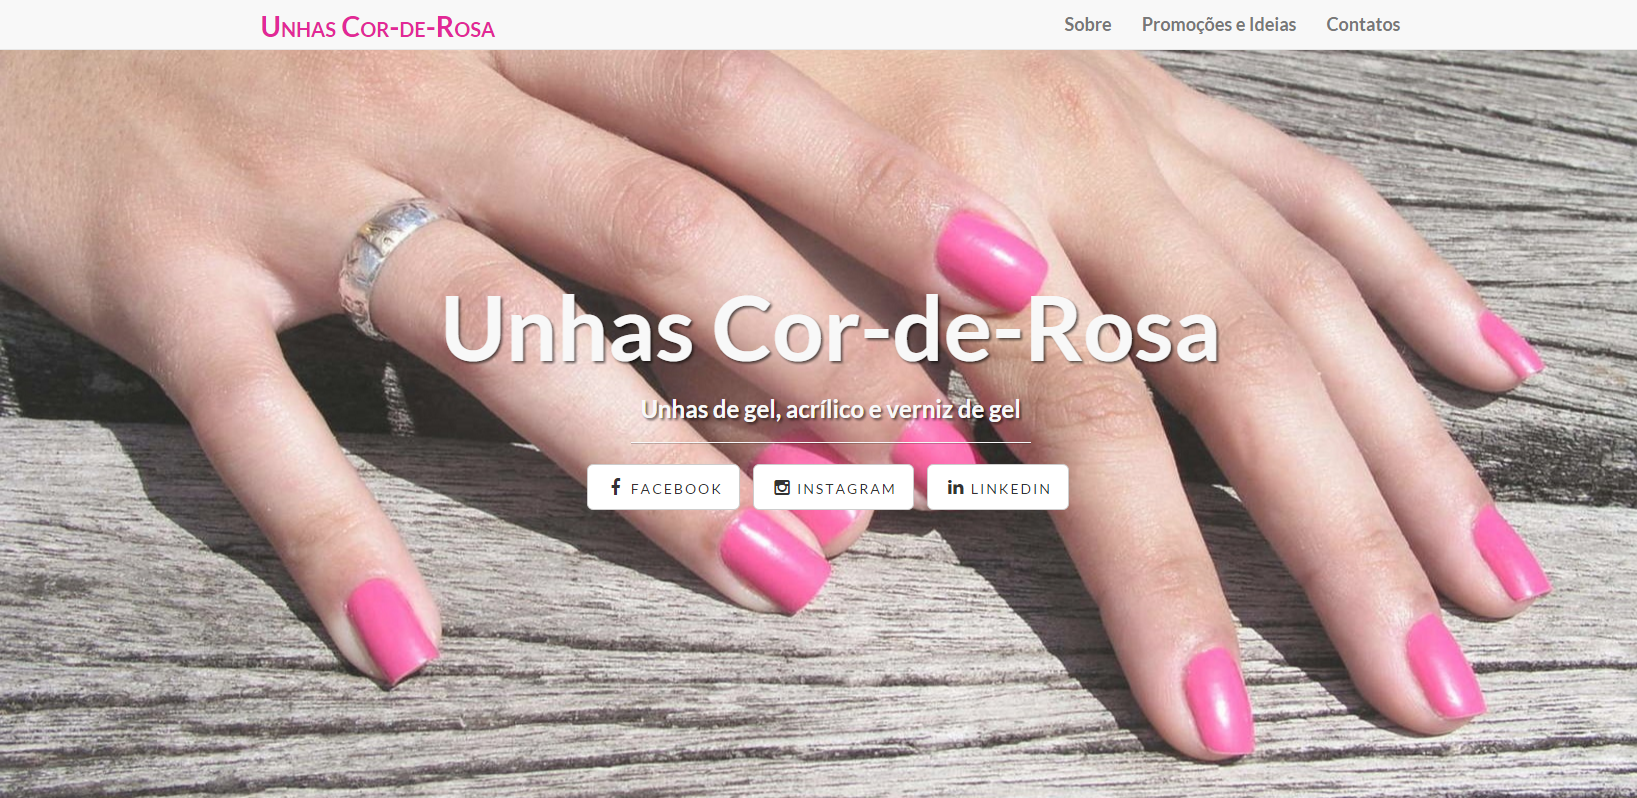 Unhas Cor-de-Rosa
Sobre Promoções e Ideias Contatos
Unhas Cor-de-Rosa
Unhas de gel, acrílico e verniz de gel
FACEBOOK INSTAGRAM LINKEDIN